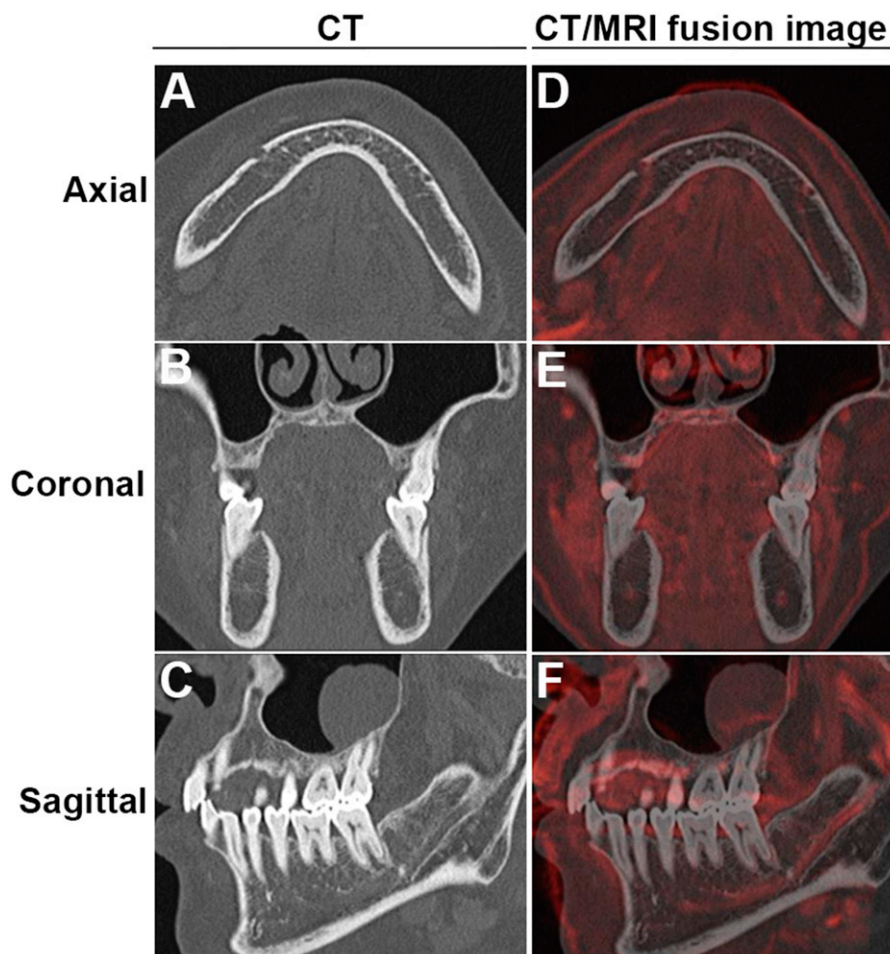 CT CT/MRI fusion image
A D
Axial
B E
Coronal
C F
Sagittal